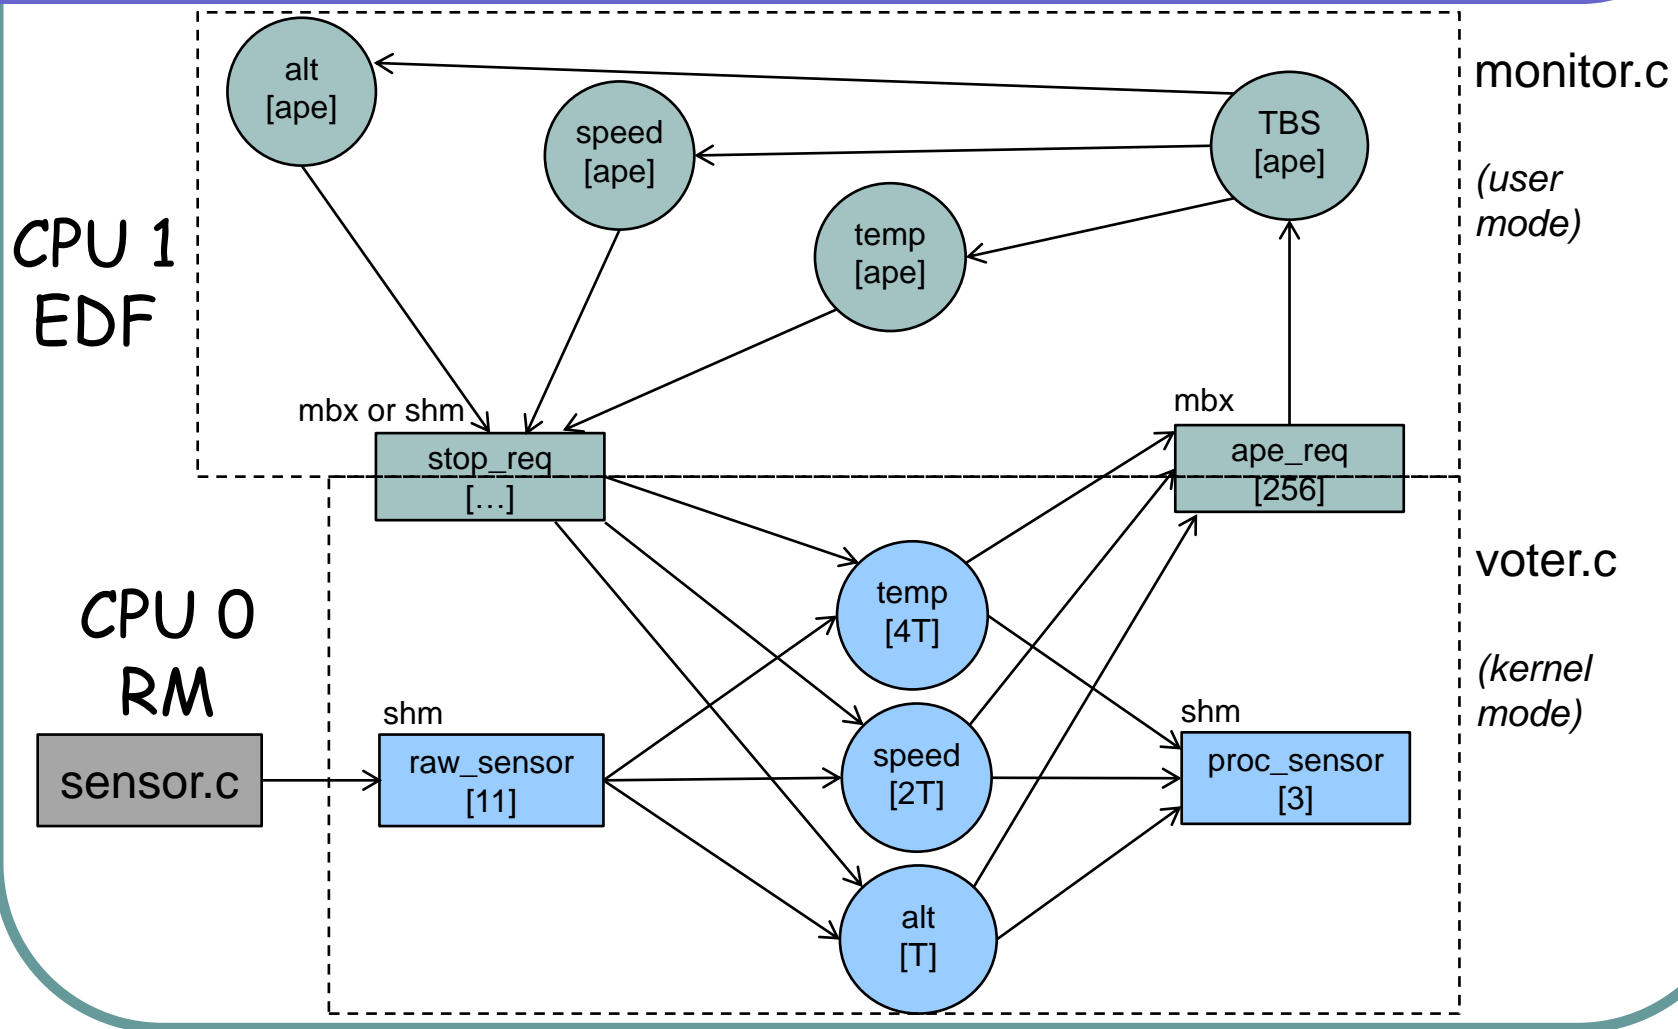 alt
[ape]
speed
[ape]
temp
[ape]
TBS
[ape]
monitor.c
(user
mode)
CPU 1
EDF
mbx or shm
stop_req
[...]
mbx
ape_req
[256]
CPU 0
RM
sensor.c
shm
raw_sensor
[11]
temp
[4T]
speed
[2T]
alt
[T]
shm
proc_sensor
[3]
voter.c
(kernel
mode)